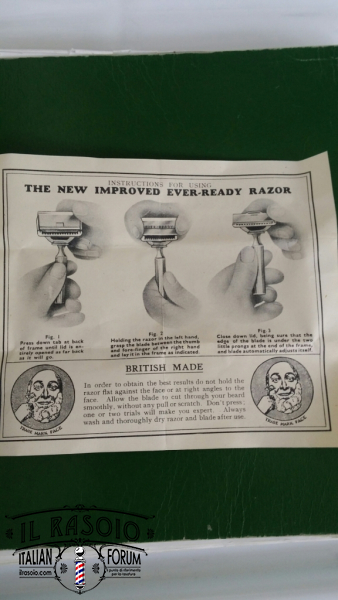 INSTRUCTIONS FOR USING
THE NEW IMPROVED EVER-READY RAZOR
Fig. 1
Press down tab at back
of frame until lid is en-
tirely opened as far back
as it will go.
Fig. 2
Holding the razor in the left hand,
grasp the blade between the thumb
and fore-finger of the right hand
and lay it in the frame as indicated.
Fig. 3
Close down lid, being sure that the
edge of the blade is under the two
little prongs at the end of the frame,
and blade automatically adjusts itself.
BRITISH MADE
In order to obtain the best results do not hold the
razor flat against the face or at right angles to the
face. Allow the blade to cut through your beard
smoothly, without any pull or scratch. Don't press:
one or two trials will make you expert. Always
wash and thoroughly dry razor and blade after use.
TRADE MARK FACE
TRADE MARK FACE
IL RASOIO
ITALIAN FORUM
ilrasoio.com
il punto di riferimento
per la rasatura